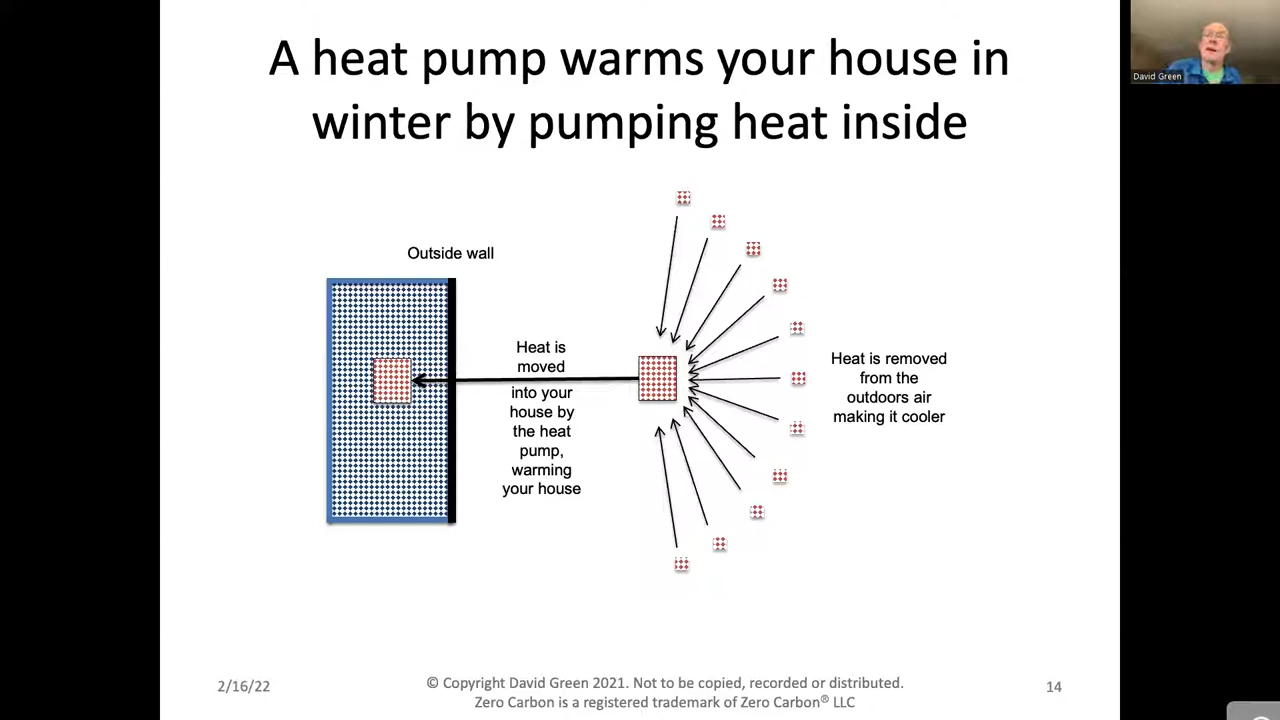 A heat pump warms your house in
winter by pumping heat inside
David Green
Outside wall
Heat is
moved
into your
house by
the heat
pump,
warming
your house
Heat is removed
from the
outdoors air
making it cooler
2/16/22
© Copyright David Green 2021. Not to be copied, recorded or distributed.
Zero Carbon is a registered trademark of Zero Carbon® LLC
14